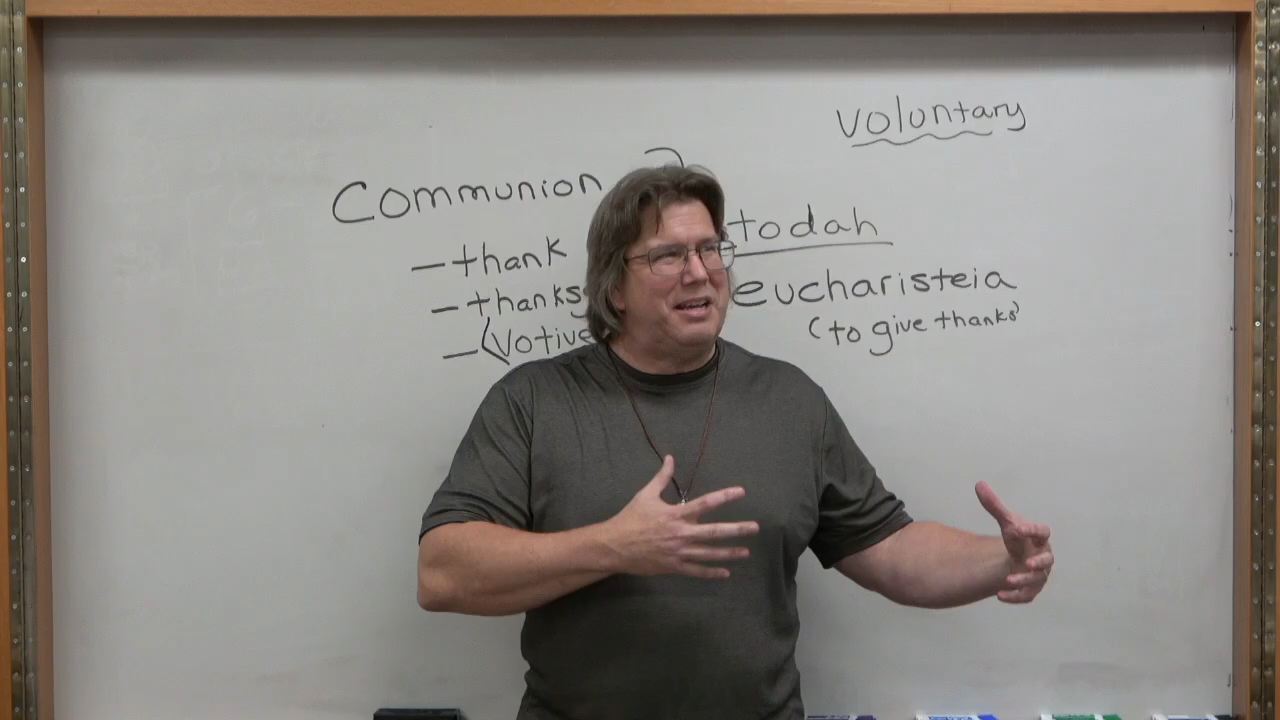 voluntary
Communion
todah
- thank
eucharisteia
- thanks
(to give thanks)
- (Votive